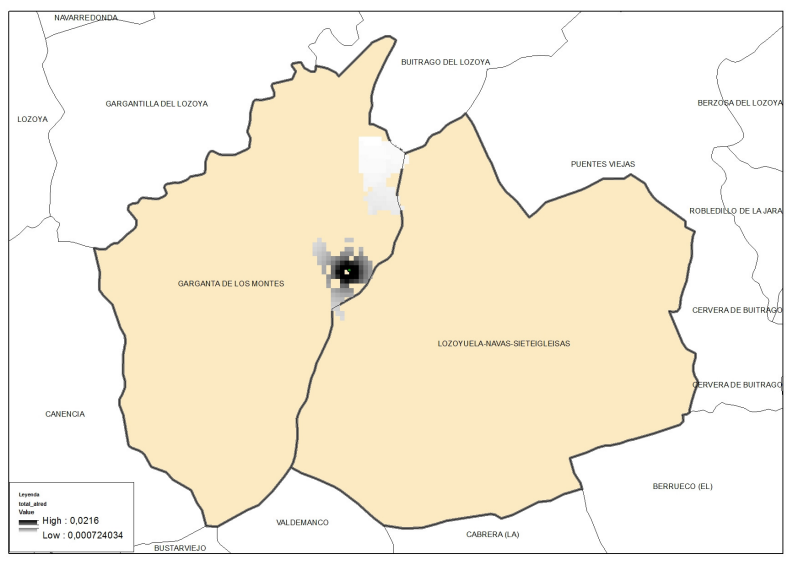 NAVARREDONDA
BUITRAGO DEL LOZOYA
GARGANTILLA DEL LOZOYA
BERZOSA DEL LOZOYA
LOZOYA
PUENTES VIEJAS
ROBLEDILLO DE LA JARA
GARGANTA DE LOS MONTES
CERVERA DE BUITRAGO
LOZOYUELA-NAVAS-SIETEIGLEISAS
CERVERA DE BUITRAGO
CANENCIA
BERRUECO (EL)
Leyenda
total_alred
Value
High : 0,0216
Low : 0,000724034
VALDEMANCO
CABRERA (LA)
BUSTARVIEJO